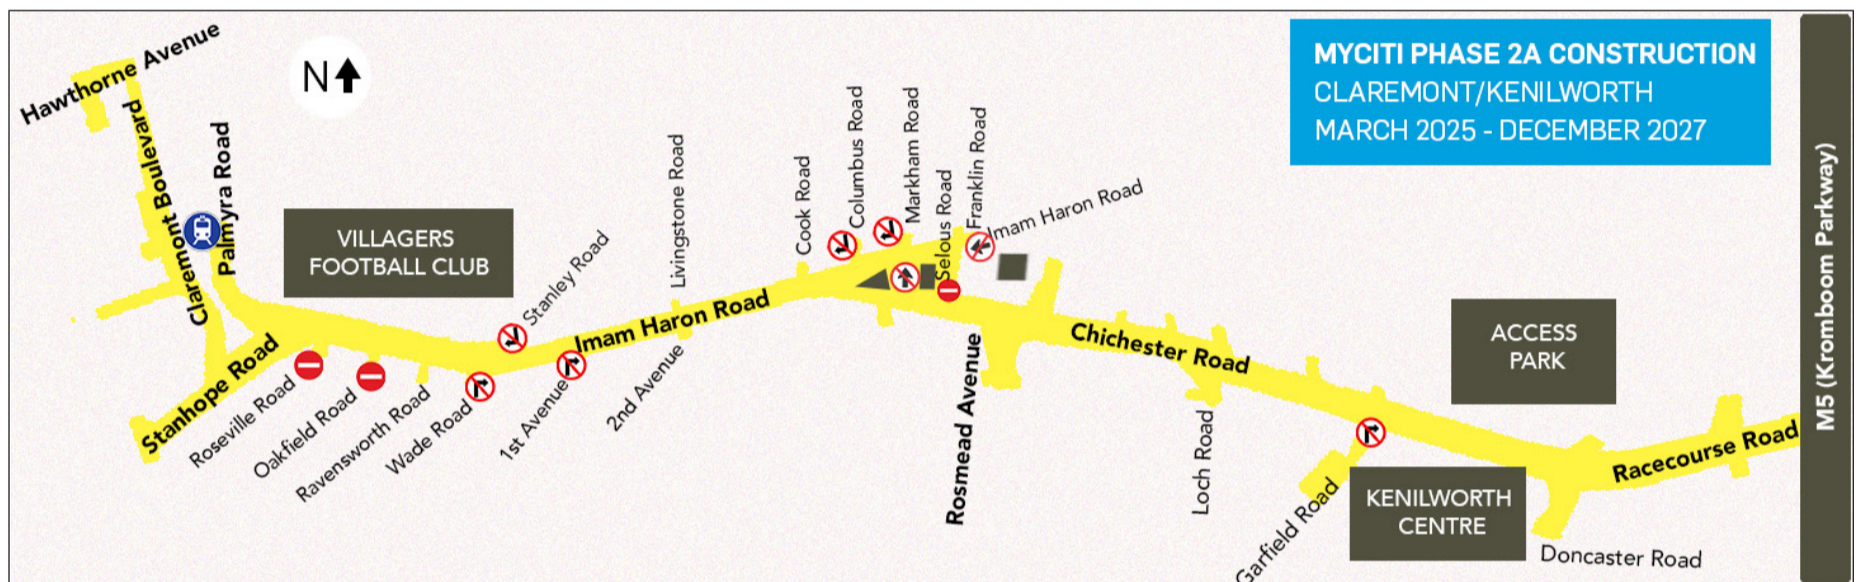 Hawthorne Avenue
N
MYCITI PHASE 2A CONSTRUCTION
CLAREMONT/KENILWORTH
MARCH 2025 - DECEMBER 2027
Claremont Boulevard
Palmyra Road
VILLAGERS
FOOTBALL CLUB
Stanley Road
Livingstone Road
Cook Road
Columbus Road
Markham Road
Selous Road
Franklin Road
Imam Haron Road
M5 (Krombooom Parkway)
Stanhope Road
Roseville Road
Oakfield Road
Ravensworth Road
Wade Road
1st Avenue
2nd Avenue
Imam Haron Road
Rosmead Avenue
Chichester Road
Loch Road
ACCESS
PARK
Garfield Road
KENILWORTH
CENTRE
Racecourse Road
Doncaster Road